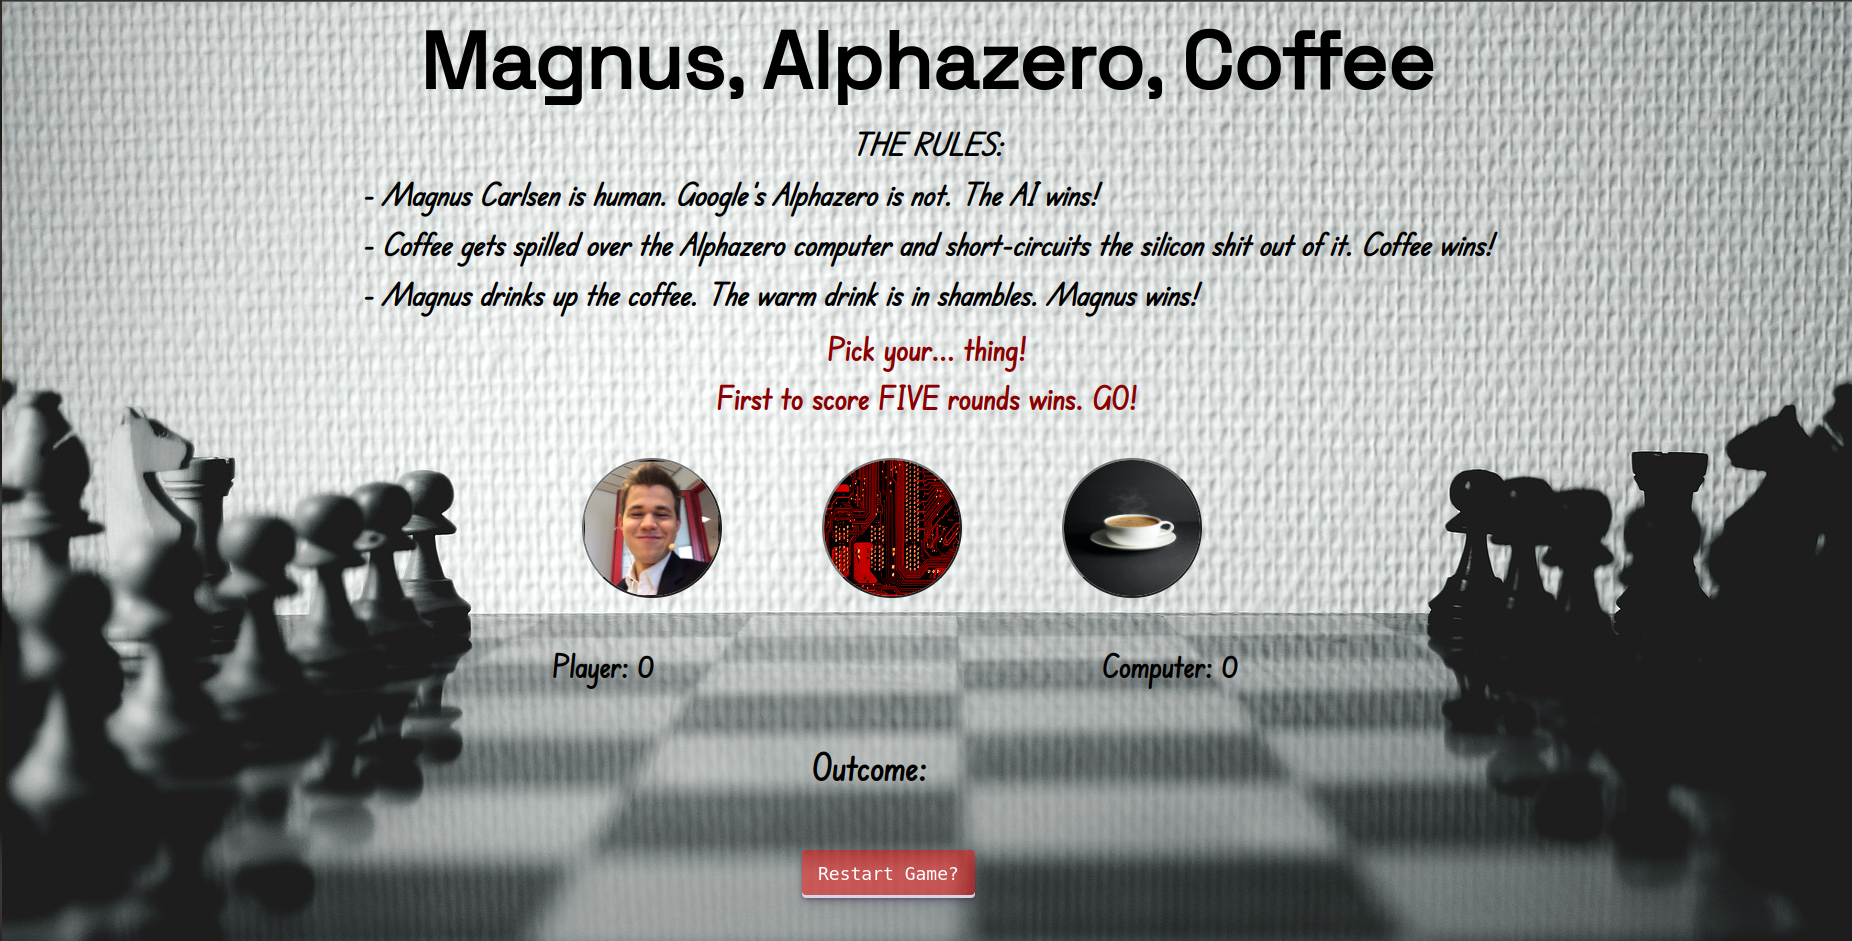 Magnus, Alphazero, Coffee
THE RULES:
- Magnus Carlsen is human. Google's Alphazero is not. The AI wins!
- Coffee gets spilled over the Alphazero computer and short-circuits the silicon shit out of it. Coffee wins!
- Magnus drinks up the coffee. The warm drink is in shambles. Magnus wins!
Pick your... thing!
First to score FIVE rounds wins. GO!
Player: 0
Computer: 0
Outcome:
Restart Game?